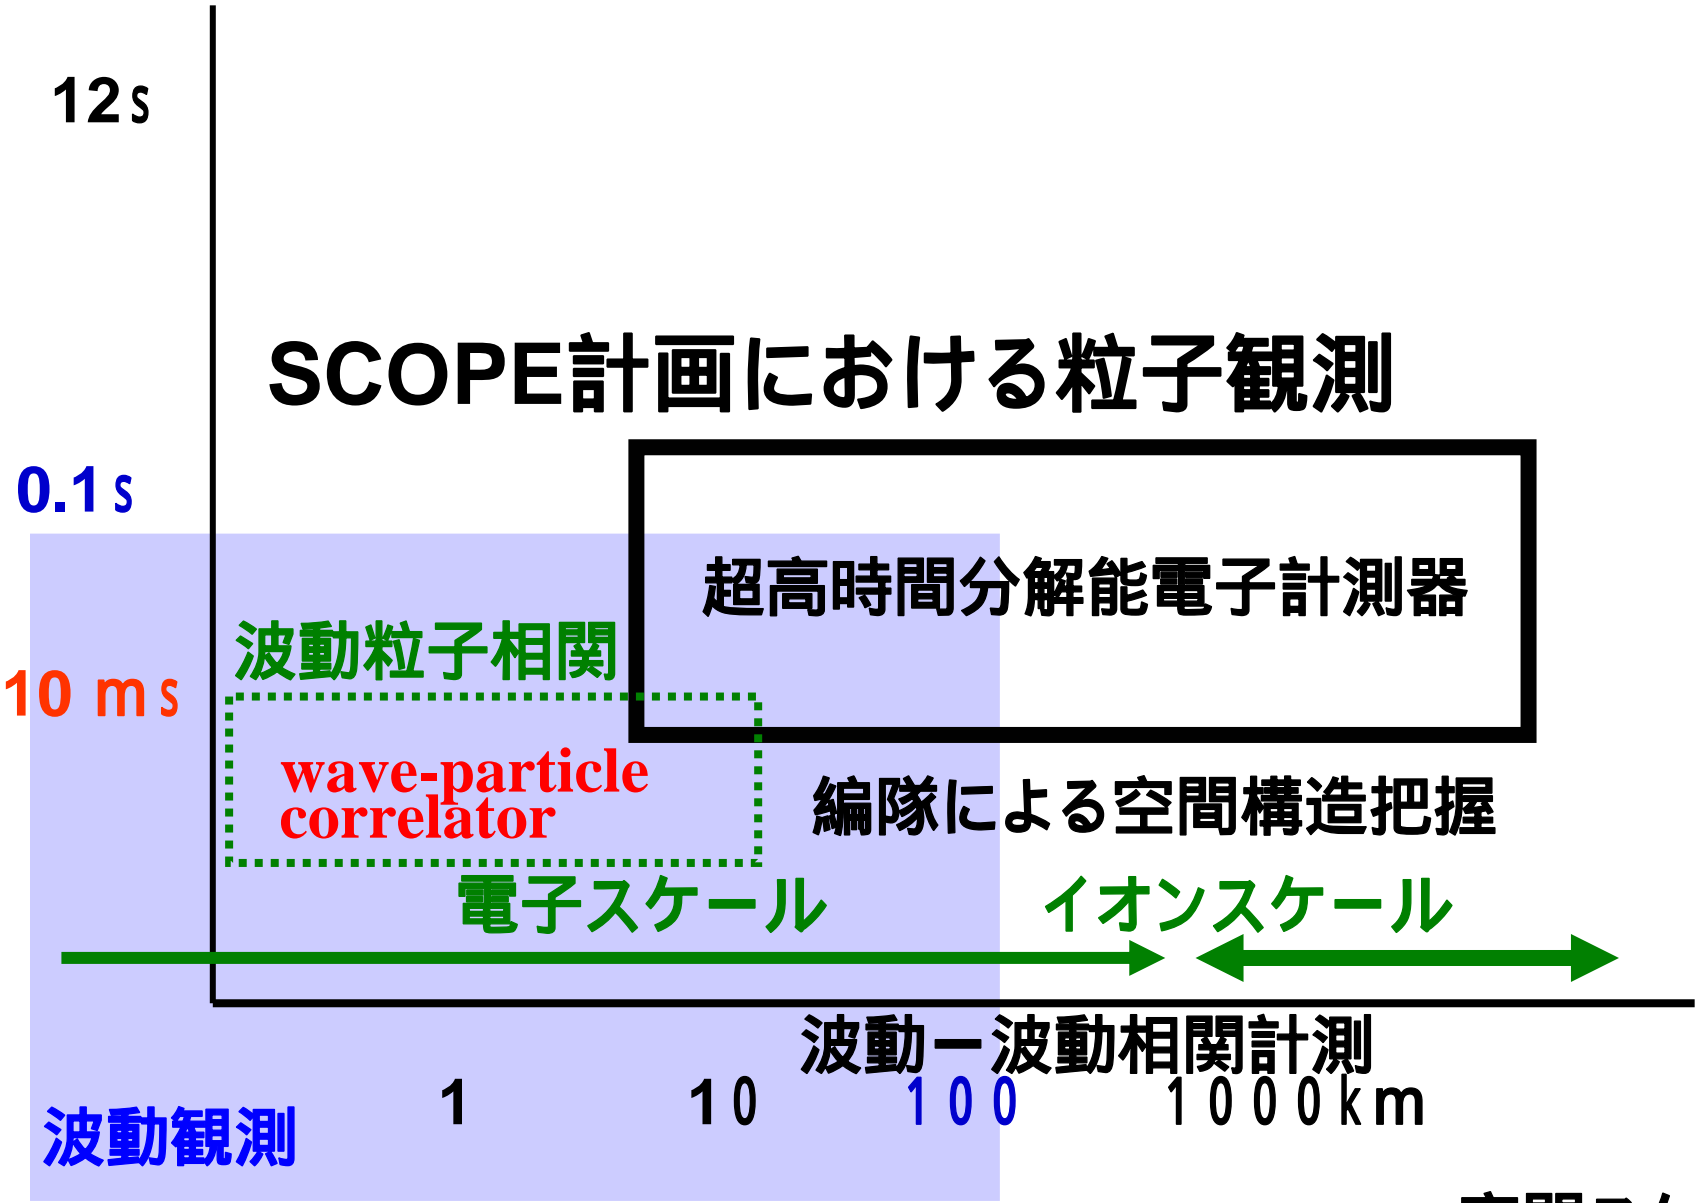 12s
SCOPE計画における粒子観測
0.1s
超高時間分解能電子計測器
波動粒子相関
10 ms
wave-particle
correlator
編隊による空間構造把握
電子スケール
イオンスケール
波動ー波動相関計測
1 10 100 1000km
波動観測